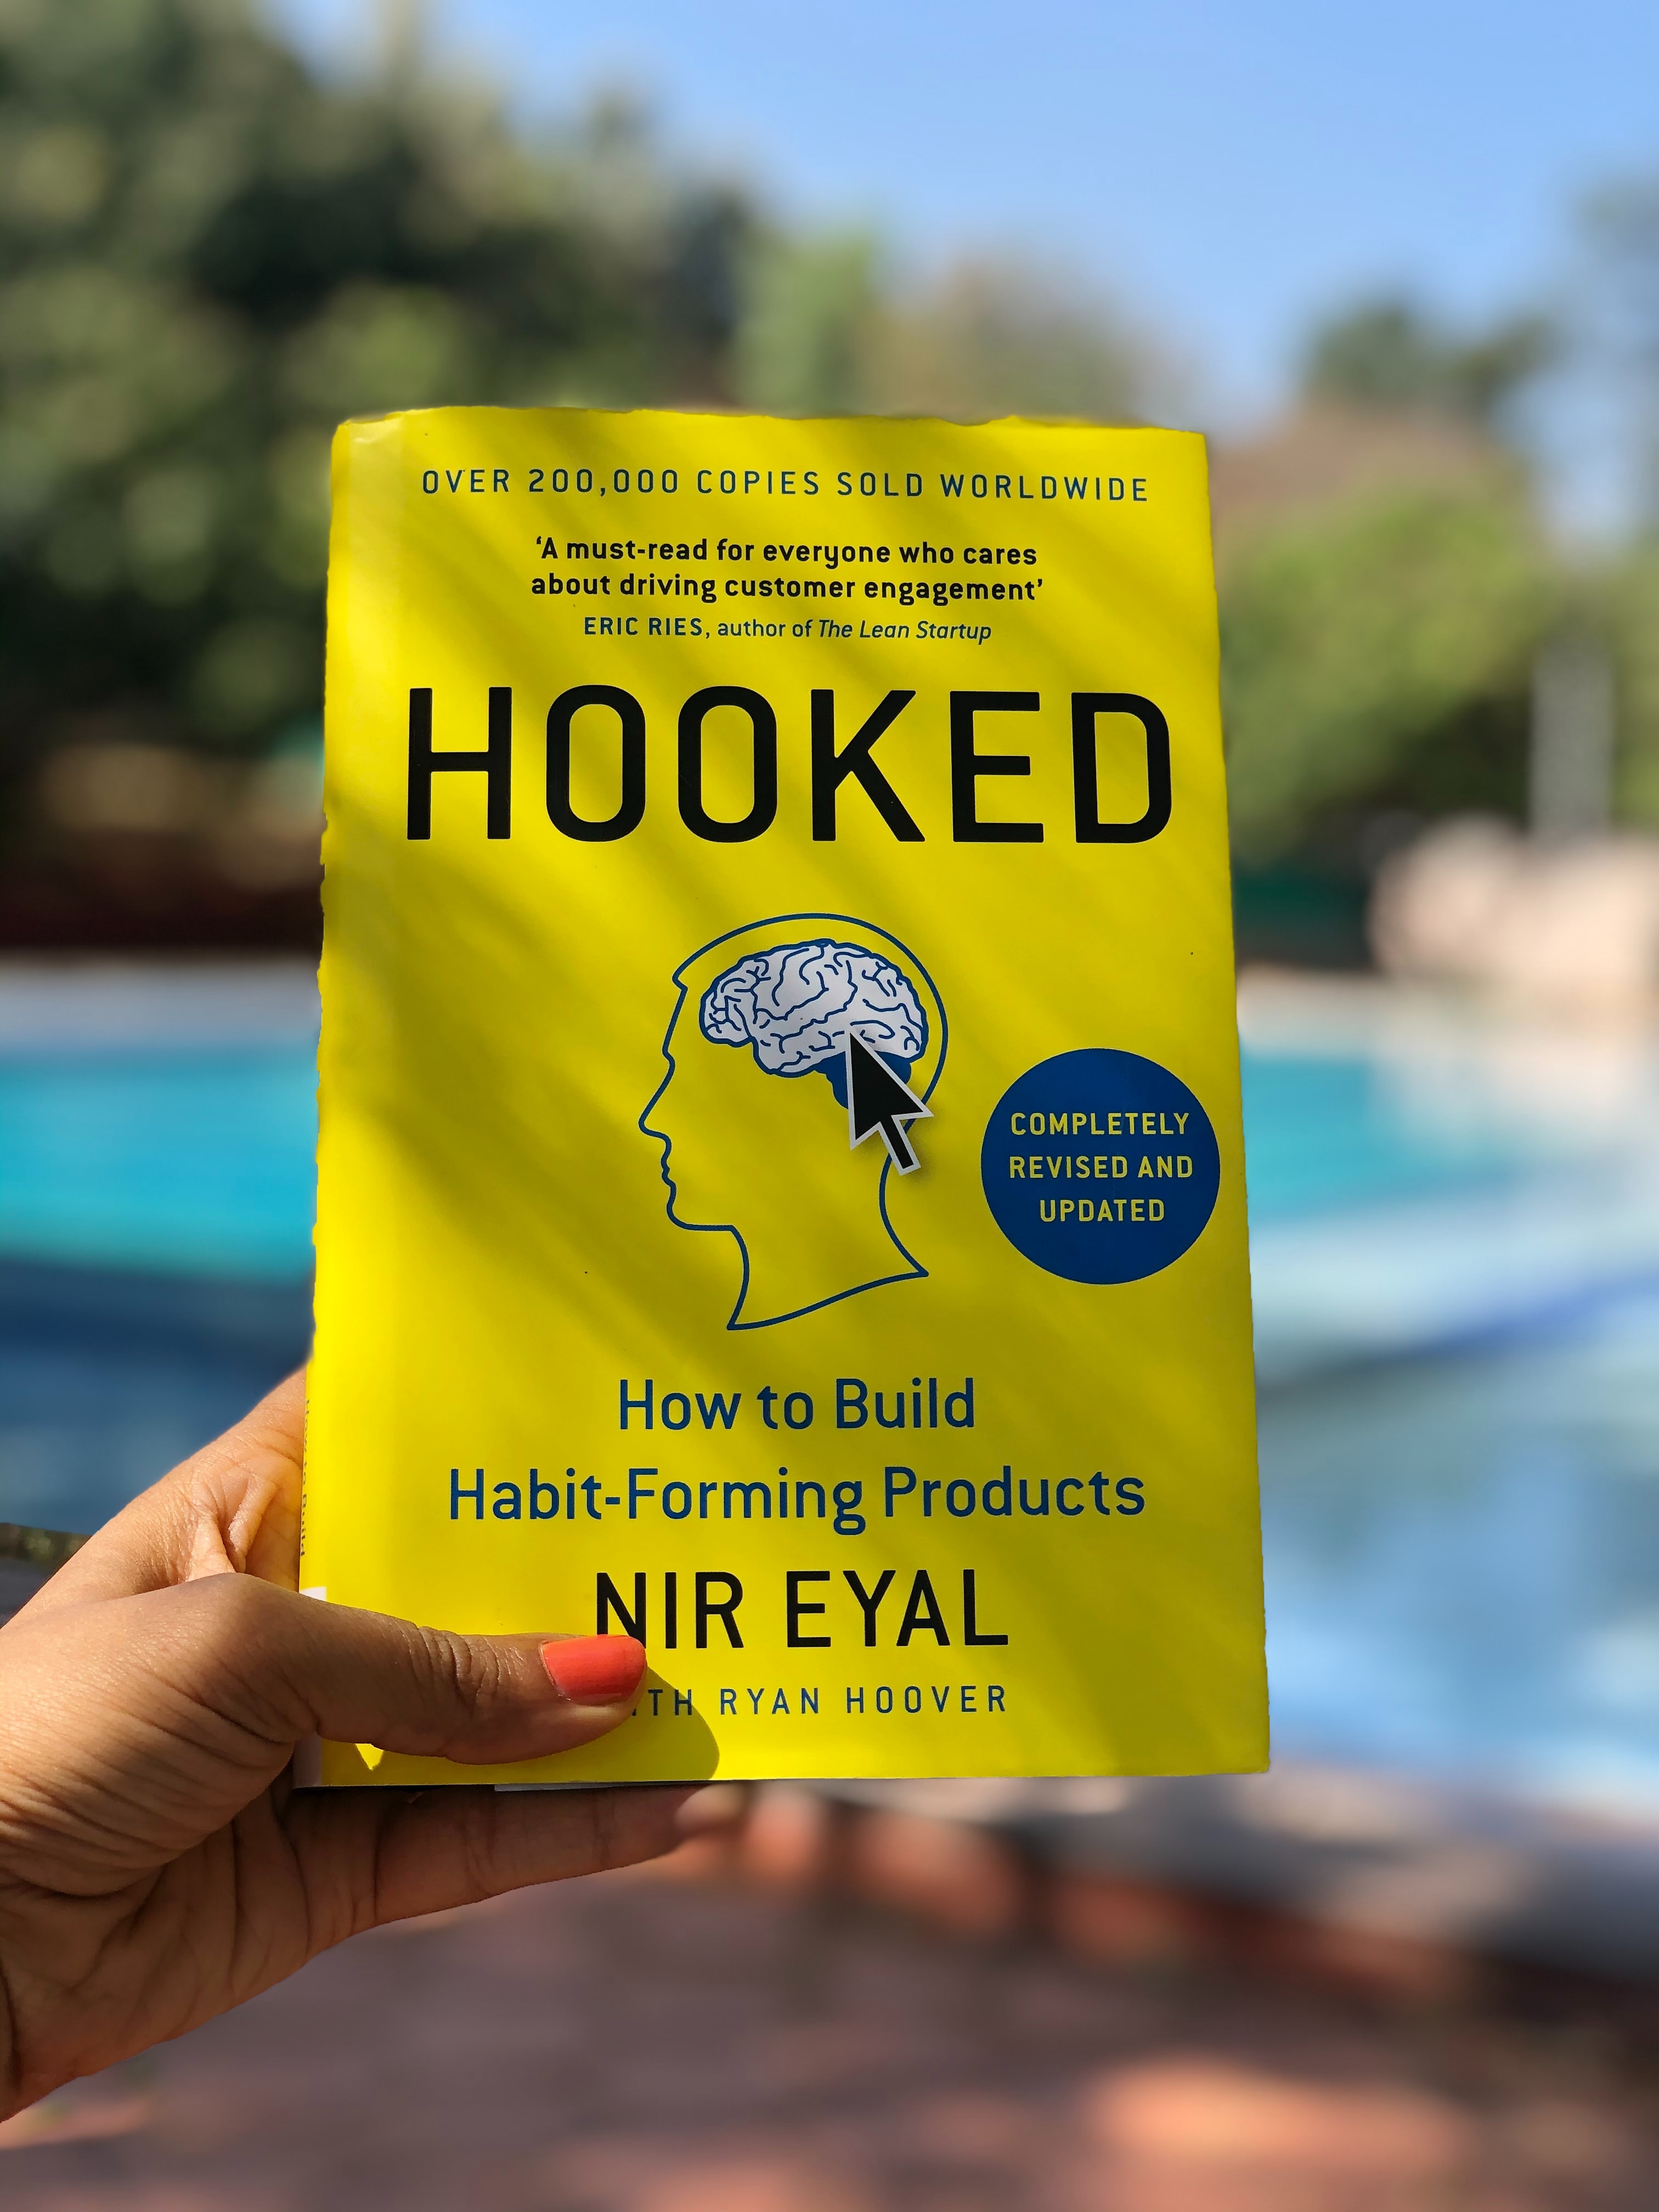 OVER 200,000 COPIES SOLD WORLDWIDE
‘A must-read for everyone who cares
about driving customer engagement’
ERIC RIES, author of The Lean Startup
HOOKED
COMPLETELY
REVISED AND
UPDATED
How to Build
Habit-Forming Products
NIR EYAL
RYAN HOOVER